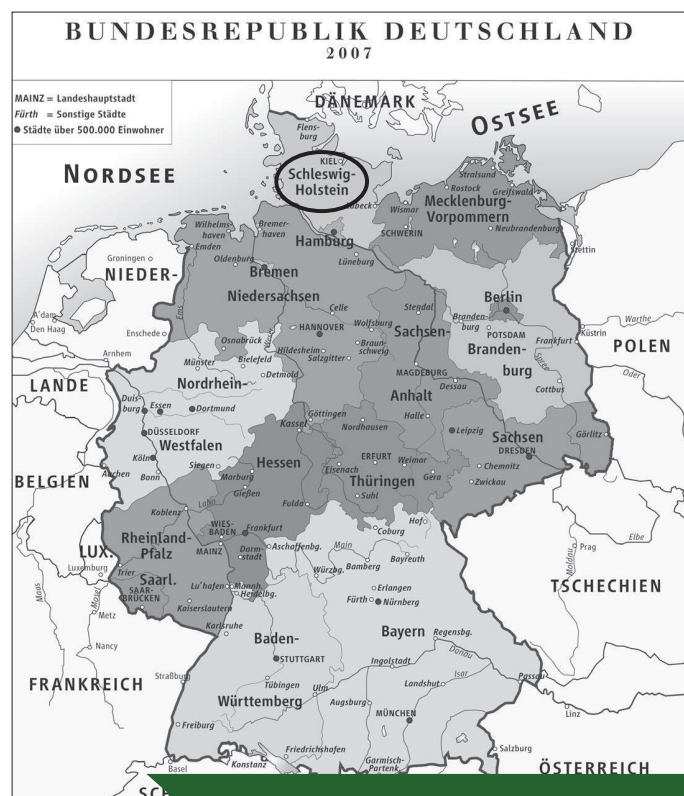 BUNDESREPUBLIK DEUTSCHLAND
2007
MAINZ = Landeshauptstadt
Fürth = Sonstige Städte
Städte über 500.000 Einwohner
DÄNEMARK
OSTSEE
NORDSEE
Flens-
burg
KIEL
Schleswig-
Holstein
Lübeck
Stralsund
Rostock
Greifswald
Wismar
Mecklenburg-
Vorpommern
SCHWERIN
Neubrandenburg
Stettin
Wilhelms-
haven
Bremer-
haven
Emden
Hamburg
Lüneburg
Groningen
NIEDER-
Oldenburg
Bremen
Niedersachsen
Ems
Weser
A'dam
Den Haag
Enschede
Arnhem
Celle
Stendal
Berlin
Wolfsburg
HANNOVER
Braun-
schweig
Hildesheim
Salzgitter
Sachsen-
Branden-
burg
POTSDAM
Branden-
burg
Frankfurt
Küstrin
Warthe
POLEN
Oder
Spree
Cottbus
Osnabrück
Münster
Bielefeld
Detmold
LANDE
Nordrhein-
MAGDEBURG
Dessau
Anhalt
Halle
Duis-
burg
Essen
Dortmund
DÜSSELDORF
Westfalen
Köln
Göttingen
Kassel
Nordhausen
Leipzig
Sachsen
DRESDEN
Görlitz
BELGIEN
Aachen
Bonn
Siegen
Marburg
Hessen
Gießen
ERFURT
Weimar
Eisenach
Thüringen
Gera
Chemnitz
Zwickau
Suhl
Fulda
Koblenz
Lahn
WIES-
BADEN
Frankfurt
MAINZ
Rheinland-
Pfalz
Darm-
stadt
Aschaffenbg.
Coburg
Hof
Elbe
Prag
Moldau
LUX.
Luxemburg
Trier
Main
Bamberg
Bayreuth
Würzbg.
TSCHECHIEN
Saarl.
SAAR-
BRÜCKEN
Lu'hafen
Mannh.
Heidelbg.
Erlangen
Fürth
Nürnberg
Maas
Mosel
Metz
Kaiserslautern
Karlsruhe
Nancy
Baden-
Bayern
Regensbg.
Donau
STUTTGART
Ingolstadt
Passau
FRANKREICH
Straßburg
Tübingen
Württemberg
Ulm
Augsburg
Landshut
Isar
Linz
Freiburg
MÜNCHEN
Friedrichshafen
Konstanz
Basel
Garmisch-
Partenk.
Salzburg
ÖSTERREICH